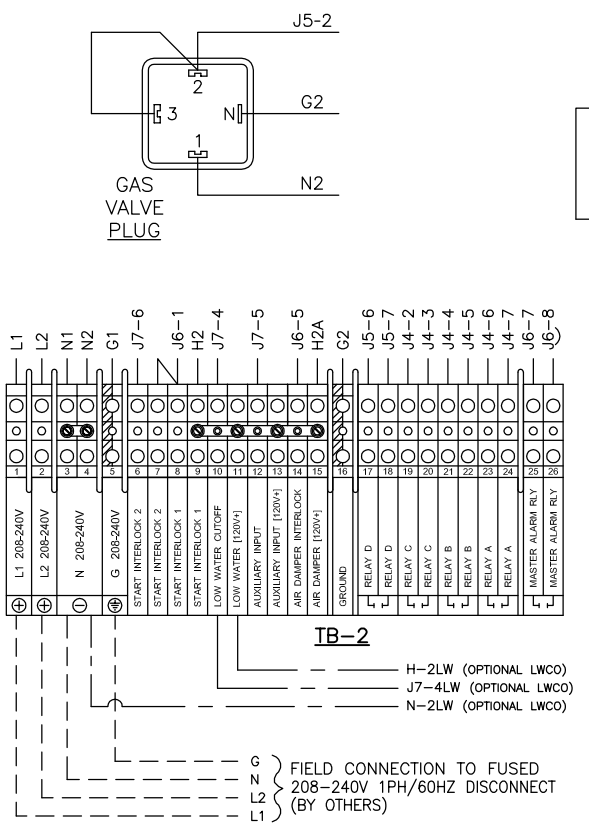 J5-2
2
3
N
G2
1
N2
GAS
VALVE
PLUG
L1
L2
N1
N2
G1
J7-6
J6-1
H2
J7-4
J7-5
J6-5
H2A
G2
J5-6
J5-7
J4-2
J4-3
J4-4
J4-5
J4-6
J4-7
J6-7
J6-8
1 2 3 4 5 6 7 8 9 10 11 12 13 14 15 16 17 18 19 20 21 22 23 24 25 26
L1 208-240V
L2 208-240V
N 208-240V
G 208-240V
START INTERLOCK 2
START INTERLOCK 2
START INTERLOCK 1
START INTERLOCK 1
LOW WATER CUTOFF
LOW WATER [120V+]
AUXILIARY INPUT
AUXILIARY INPUT [120V+]
AIR DAMPER INTERLOCK
AIR DAMPER [120V+]
GROUND
RELAY D
RELAY D
RELAY C
RELAY C
RELAY B
RELAY B
RELAY A
RELAY A
MASTER ALARM RLY
MASTER ALARM RLY
TB-2
H-2LW (OPTIONAL LWCO)
J7-4LW (OPTIONAL LWCO)
N-2LW (OPTIONAL LWCO)
G
N
L2
L1
FIELD CONNECTION TO FUSED
208-240V 1PH/60HZ DISCONNECT
(BY OTHERS)